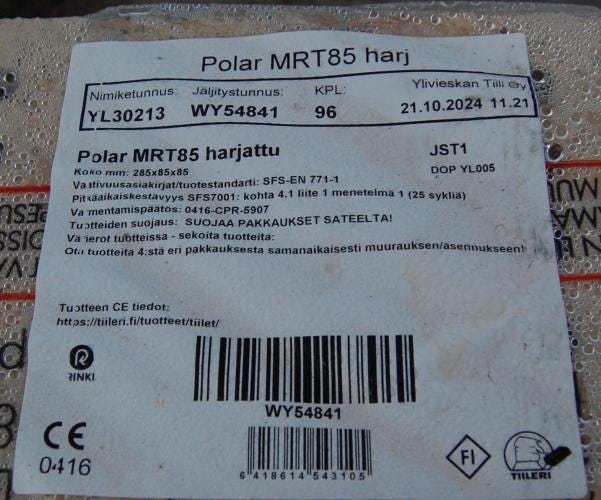 Polar MRT85 harj
Nimiketunnus: Jäljitystunnus: KPL: Ylivieskan Tiili Oy
YL30213 WY54841 96 21.10.2024 11.21
Polar MRT85 harjattu JST1
Koko mm: 285x85x85 DOP YL005
Vaativuusasiakirjat/tuotestandarti: SFS-EN 771-1
Pitkäaikaiskestävyys SFS7001: kohta 4.1 liite 1 menetelmä 1 (25 sykliä)
Varmentamispäätös: 0416-CPR-5907
Tuotteiden suojaus: SUOJAA PAKKAUKSET SATEELTA!
Värierot tuotteissa - sekoita tuotteita:
Ota tuotteita 4:stä eri pakkauksesta samanaikaisesti muurauksen/asennukseen!
Tuotteen CE tiedot:
https://tiileri.fi/tuotteet/tiilet/
RINKI
WY54841
CE
0416
6 418614 543105
FI
TIILERI